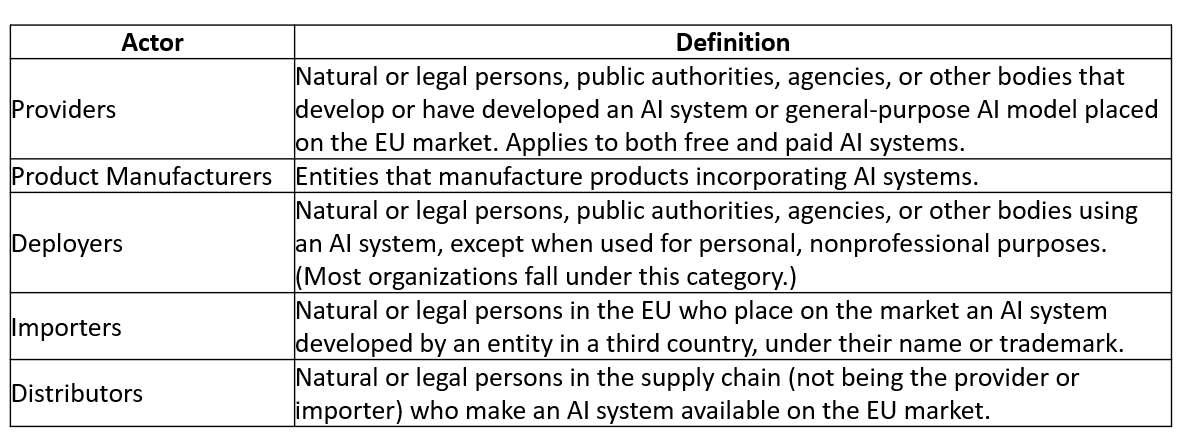 Actor
Definition
Providers
Natural or legal persons, public authorities, agencies, or other bodies that
develop or have developed an AI system or general-purpose AI model placed
on the EU market. Applies to both free and paid AI systems.
Product Manufacturers
Entities that manufacture products incorporating AI systems.
Deployers
Natural or legal persons, public authorities, agencies, or other bodies using
an AI system, except when used for personal, nonprofessional purposes.
(Most organizations fall under this category.)
Importers
Natural or legal persons in the EU who place on the market an AI system
developed by an entity in a third country, under their name or trademark.
Distributors
Natural or legal persons in the supply chain (not being the provider or
importer) who make an AI system available on the EU market.